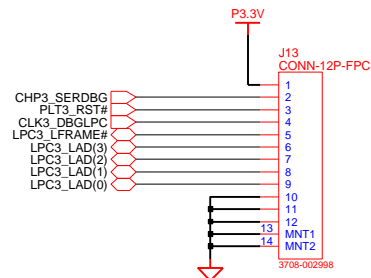 P3.3V
J13
CONN-12P-FPC
1
CHP3_SERDBG 2
PLT3_RST# 3
CLK3_DBGLPC 4
LPC3_LFRAME# 5
LPC3_LAD(3) 6
LPC3_LAD(2) 7
LPC3_LAD(1) 8
LPC3_LAD(0) 9
10
11
12
13 MNT1
14 MNT2
3708-002998